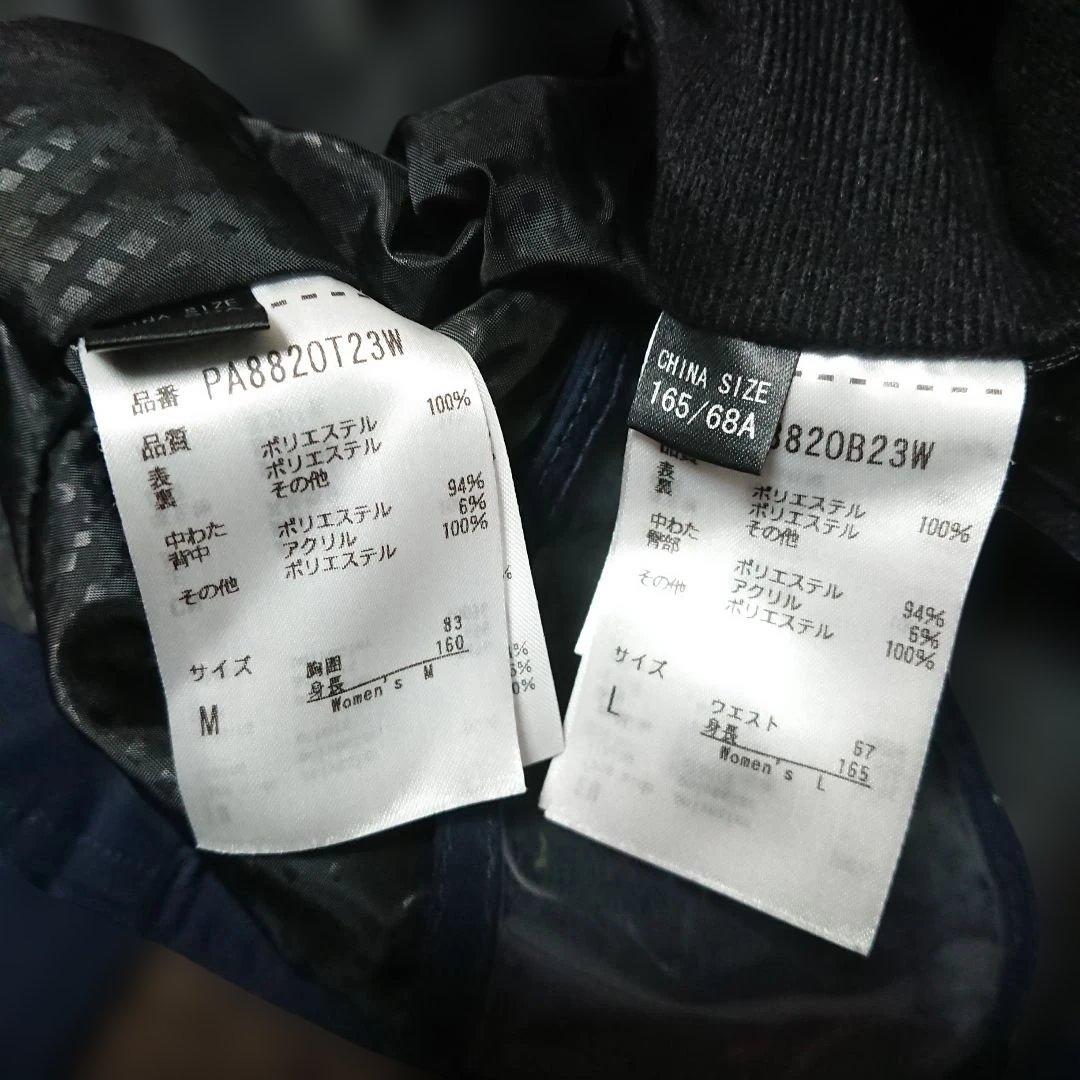 CHINA SIZE
品番 PA8820T23W
品質
表 ポリエステル 100%
裏 ポリエステル
その他
中わた ポリエステル 94%
背中 アクリル 6%
その他 ポリエステル 100%
サイズ
M
胸囲 83
身長 160
Women's M
CHINA SIZE
165/68A
8820B23W
品質
表 ポリエステル
裏 ポリエステル 100%
その他
中わた ポリエステル
臀部 アクリル 94%
その他 ポリエステル 6%
100%
サイズ
L
ウエスト 67
身長 165
Women's L